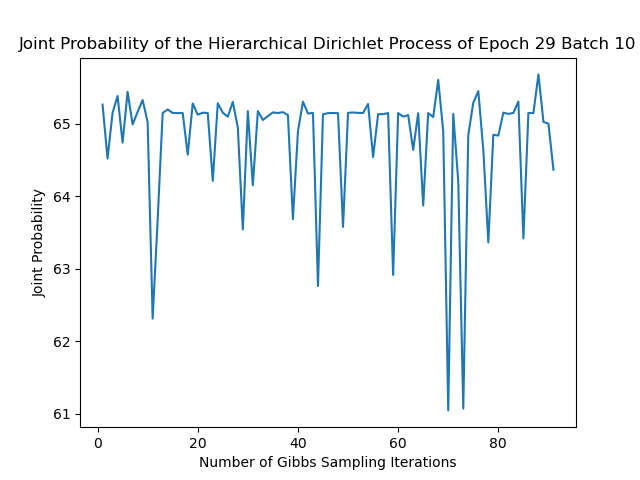 Joint Probability of the Hierarchical Dirichlet Process of Epoch 29 Batch 10
Joint Probability
65
64
63
62
61
0 20 40 60 80
Number of Gibbs Sampling Iterations